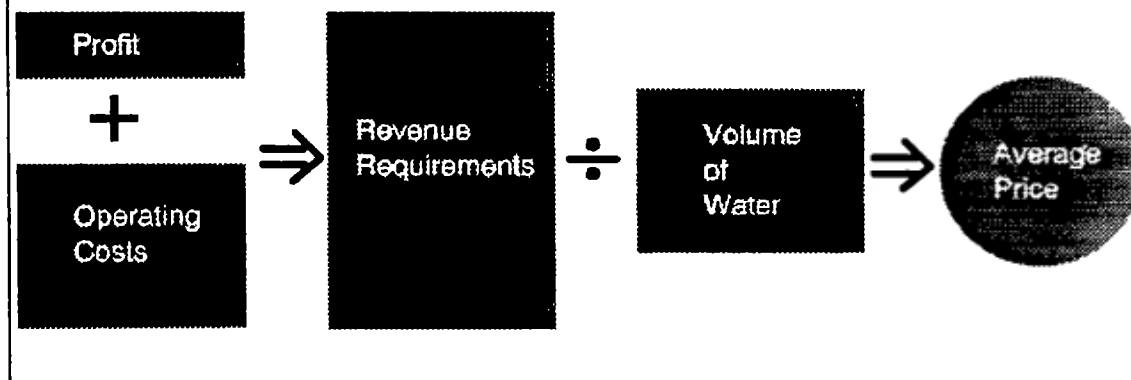 Profit
+
Operating
Costs
⇒
Revenue
Requirements
÷
Volume
of
Water
⇒
Average
Price